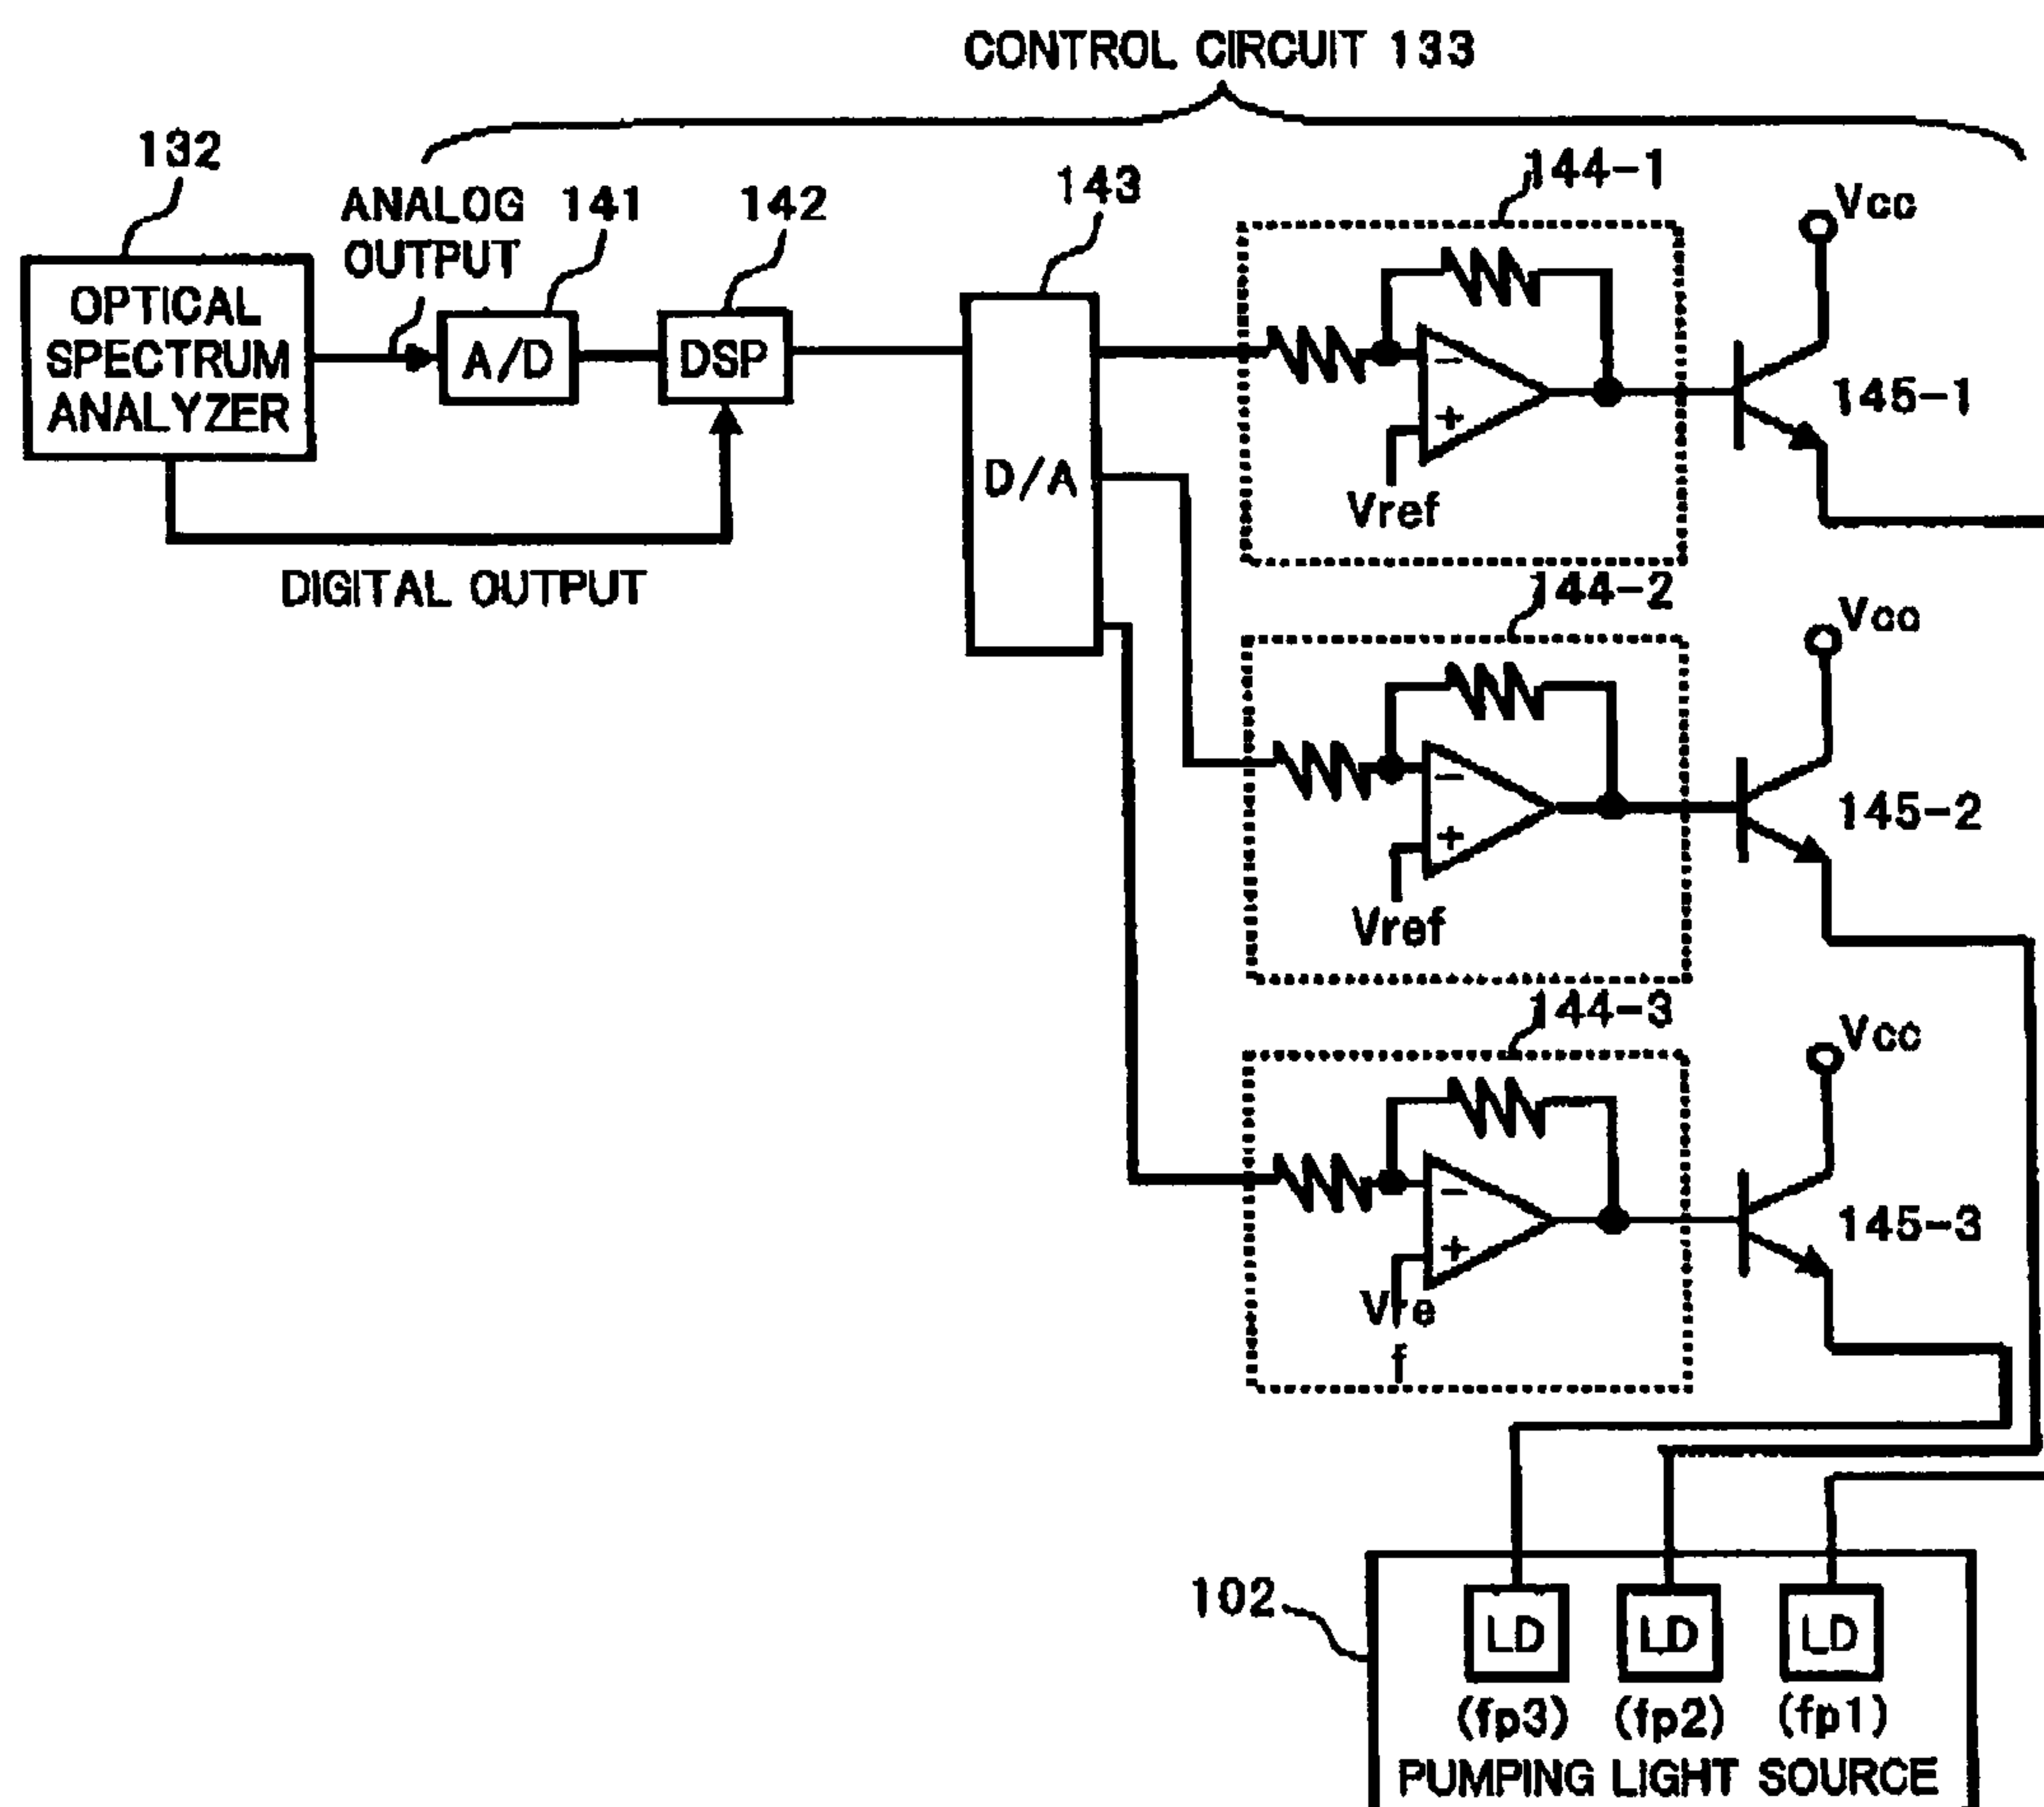 CONTROL CIRCUIT 133
132
ANALOG
OUTPUT
141
142
143
144-1
Vcc
OPTICAL
SPECTRUM
ANALYZER
A/D
DSP
D/A
−
+
Vref
145-1
DIGITAL OUTPUT
144-2
Vcc
−
+
Vref
145-2
144-3
Vcc
−
+
Vre
f
145-3
102
LD
LD
LD
(fp3)
(fp2)
(fp1)
PUMPING LIGHT SOURCE